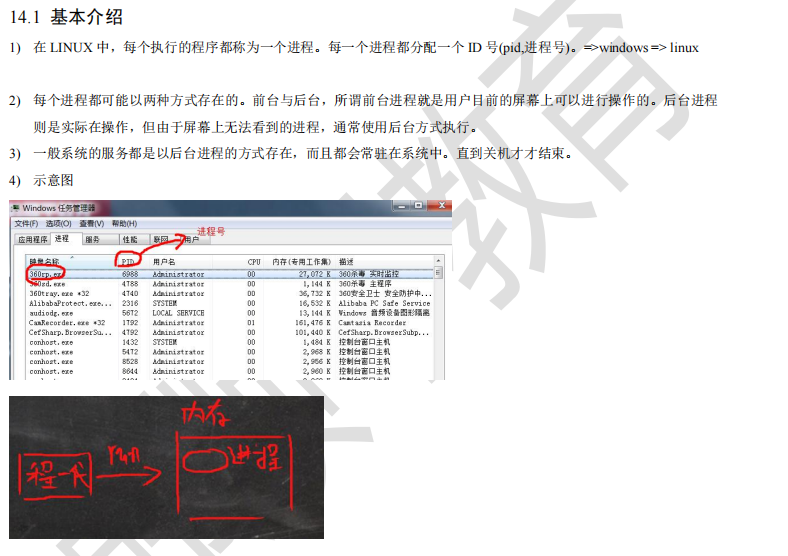 14.1 基本介绍
1) 在 LINUX 中，每个执行的程序都称为一个进程。每一个进程都分配一个 ID 号(pid,进程号)。=>windows => linux
2) 每个进程都可能以两种方式存在的。前台与后台，所谓前台进程就是用户目前的屏幕上可以进行操作的。后台进程
则是实际在操作，但由于屏幕上无法看到的进程，通常使用后台方式执行。
3) 一般系统的服务都是以后台进程的方式存在，而且都会常驻在系统中。直到关机才才结束。
4) 示意图
Windows 任务管理器
文件(F) 选项(O) 查看(V) 帮助(H)
进程号
应用程序 进程 服务 性能 联网 用户
映像名称 PID 用户名 CPU 内存(专用工作集) 描述
360rp.exe 6988 Administrator 00 27,072 K 360杀毒 实时监控
360sd.exe 4788 Administrator 00 1,144 K 360杀毒 主程序
360tray.exe *32 4740 Administrator 00 36,732 K 360安全卫士 安全防护中...
AlibabaProtect.exe... 2316 SYSTEM 00 16,532 K Alibaba PC Safe Service
audiodg.exe 5672 LOCAL SERVICE 00 13,144 K Windows 音频设备图形隔离
CamRecorder.exe *32 1792 Administrator 01 161,476 K Camtasia Recorder
CefSharp.BrowserSu... 4792 Administrator 00 101,440 K CefSharp.BrowserSubp...
conhost.exe 1432 SYSTEM 00 1,484 K 控制台窗口主机
conhost.exe 5472 Administrator 00 2,968 K 控制台窗口主机
conhost.exe 8528 Administrator 00 2,956 K 控制台窗口主机
conhost.exe 8644 Administrator 00 2,960 K 控制台窗口主机
内存
程一代 run 进程
教育